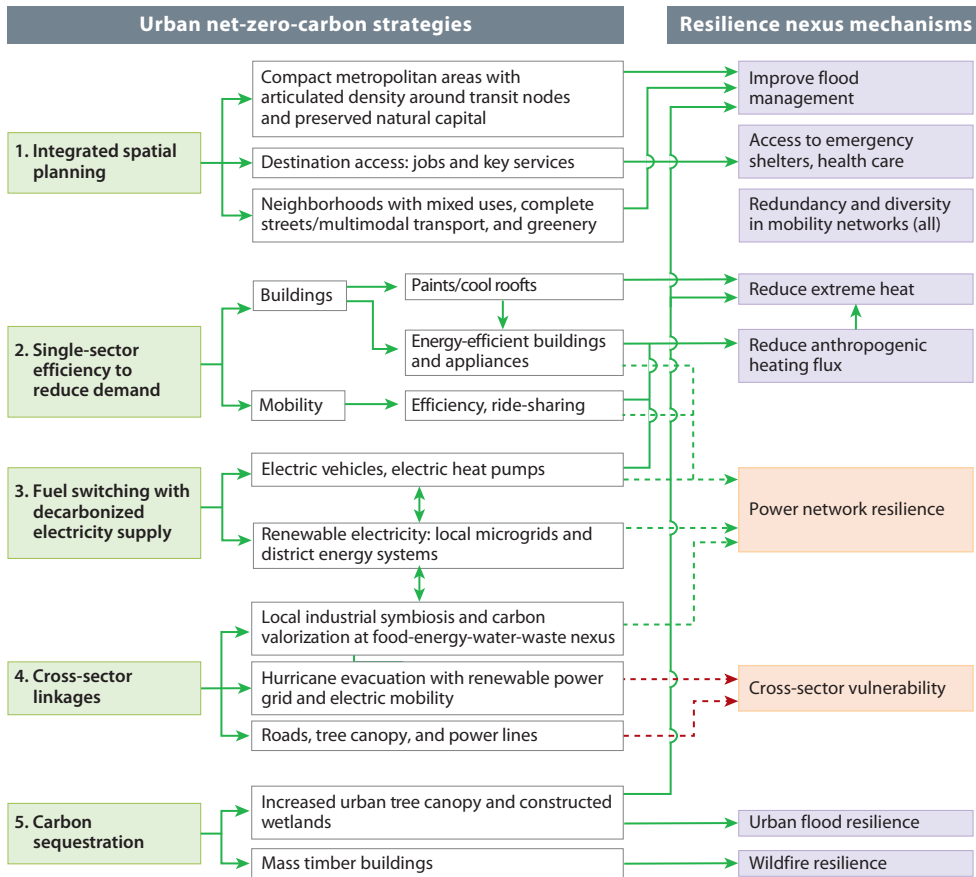 Urban net-zero-carbon strategies
Resilience nexus mechanisms
1. Integrated spatial
planning
Compact metropolitan areas with
articulated density around transit nodes
and preserved natural capital
Destination access: jobs and key services
Neighborhoods with mixed uses, complete
streets/multimodal transport, and greenery
Improve flood
management
Access to emergency
shelters, health care
Redundancy and diversity
in mobility networks (all)
2. Single-sector
efficiency to
reduce demand
Buildings
Paints/cool roofts
Energy-efficient buildings
and appliances
Mobility
Efficiency, ride-sharing
Reduce extreme heat
Reduce anthropogenic
heating flux
3. Fuel switching with
decarbonized
electricity supply
Electric vehicles, electric heat pumps
Renewable electricity: local microgrids and
district energy systems
Power network resilience
4. Cross-sector
linkages
Local industrial symbiosis and carbon
valorization at food-energy-water-waste nexus
Hurricane evacuation with renewable power
grid and electric mobility
Roads, tree canopy, and power lines
Cross-sector vulnerability
5. Carbon
sequestration
Increased urban tree canopy and constructed
wetlands
Mass timber buildings
Urban flood resilience
Wildfire resilience